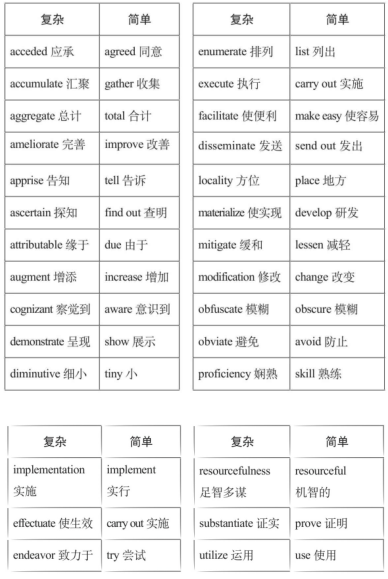 复杂 简单
acceded 应承 agreed 同意
accumulate 汇聚 gather 收集
aggregate 总计 total 合计
ameliorate 完善 improve 改善
apprise 告知 tell 告诉
ascertain 探知 find out 查明
attributable 缘于 due 由于
augment 增添 increase 增加
cognizant 察觉到 aware 意识到
demonstrate 呈现 show 展示
diminutive 细小 tiny 小
复杂 简单
enumerate 排列 list 列出
execute 执行 carry out 实施
facilitate 使便利 make easy 使容易
disseminate 发送 send out 发出
locality 方位 place 地方
materialize 使实现 develop 研发
mitigate 缓和 lessen 减轻
modification 修改 change 改变
obfuscate 模糊 obscure 模糊
obviate 避免 avoid 防止
proficiency 娴熟 skill 熟练
复杂 简单
implementation implement
实施 实行
effectuate 使生效 carry out 实施
endeavor 致力于 try 尝试
复杂 简单
resourcefulness resourceful
足智多谋 机智的
substantiate 证实 prove 证明
utilize 运用 use 使用